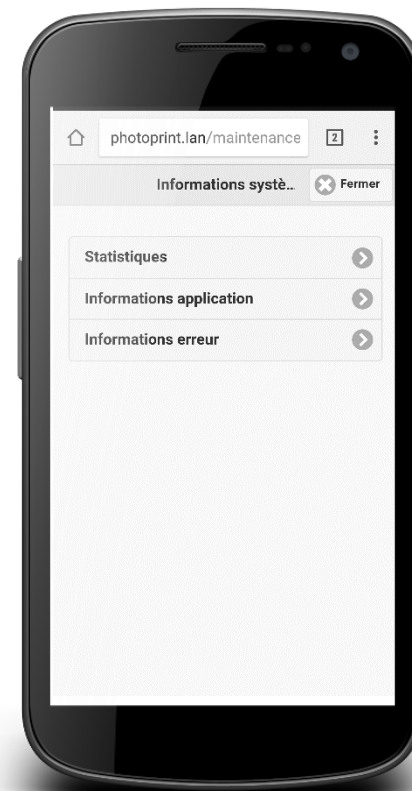 photoprint.lan/maintenance 2
Informations systè... Fermer
Statistiques
Informations application
Informations erreur